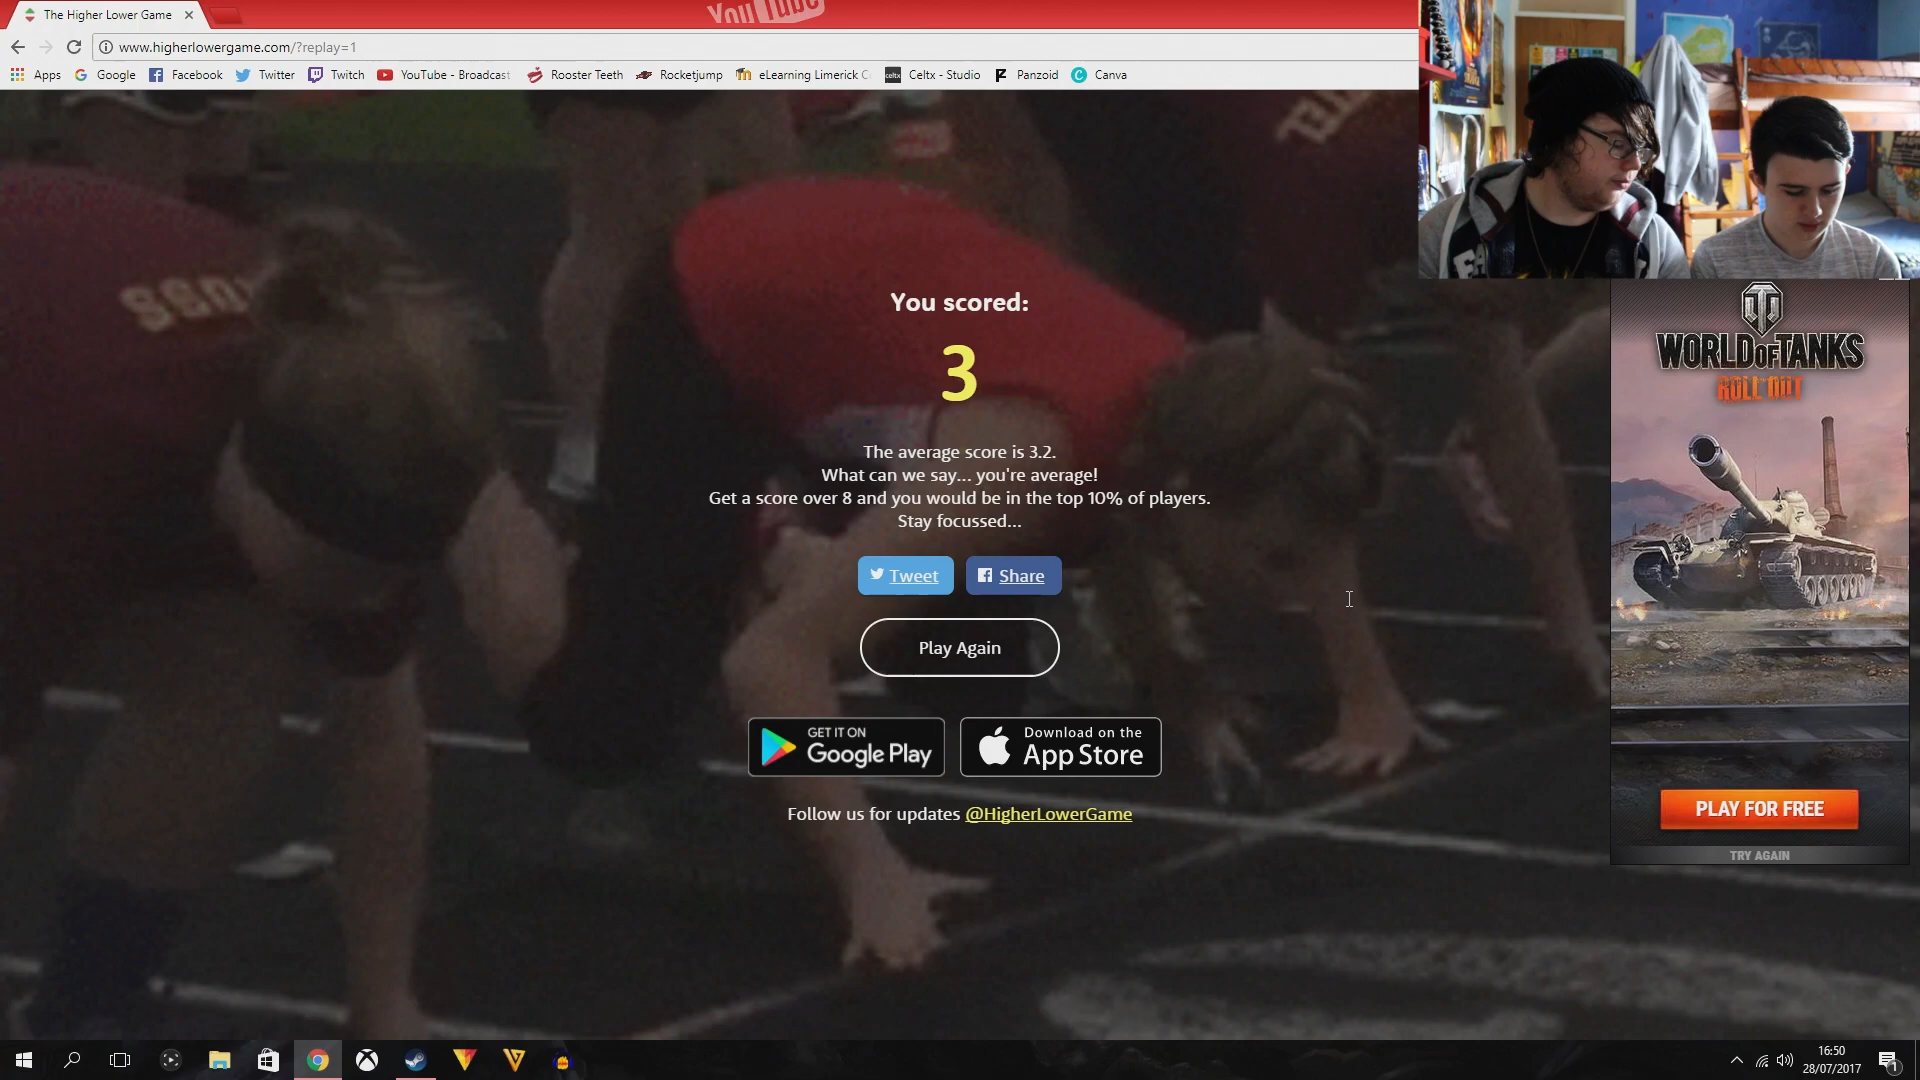 YouTube
The Higher Lower Game
www.higherlowergame.com/?replay=1
Apps Google Facebook Twitter Twitch YouTube - Broadcast Rooster Teeth Rocketjump eLearning Limerick Celtx - Studio Panzoid Canva
You scored:
3
The average score is 3.2.
What can we say... you're average!
Get a score over 8 and you would be in the top 10% of players.
Stay focussed...
Tweet Share
Play Again
GET IT ON
Google Play
Download on the
App Store
Follow us for updates @HigherLowerGame
WORLD OF TANKS
ROLL OUT
PLAY FOR FREE
TRY AGAIN
16:50
28/07/2017
1